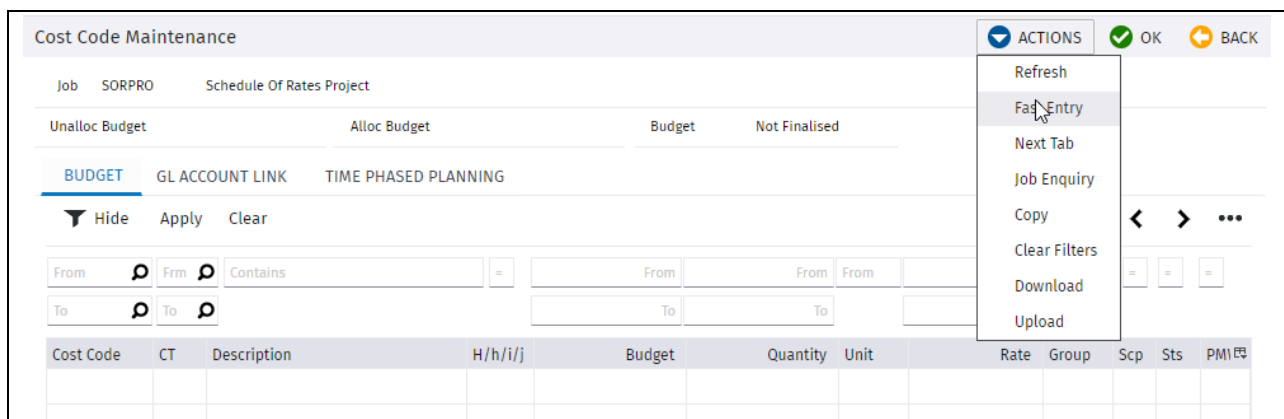 Cost Code Maintenance ACTIONS OK BACK
Refresh
Job SORPRO Schedule Of Rates Project
Fast Entry
Unalloc Budget Alloc Budget Budget Not Finalised
Next Tab
BUDGET GL ACCOUNT LINK TIME PHASED PLANNING
Job Enquiry
Hide Apply Clear
Copy
Clear Filters
From Frm Contains = From From From = = =
Download
To To To To
Upload
Cost Code CT Description H/h/i/j Budget Quantity Unit Rate Group Scp Sts PM